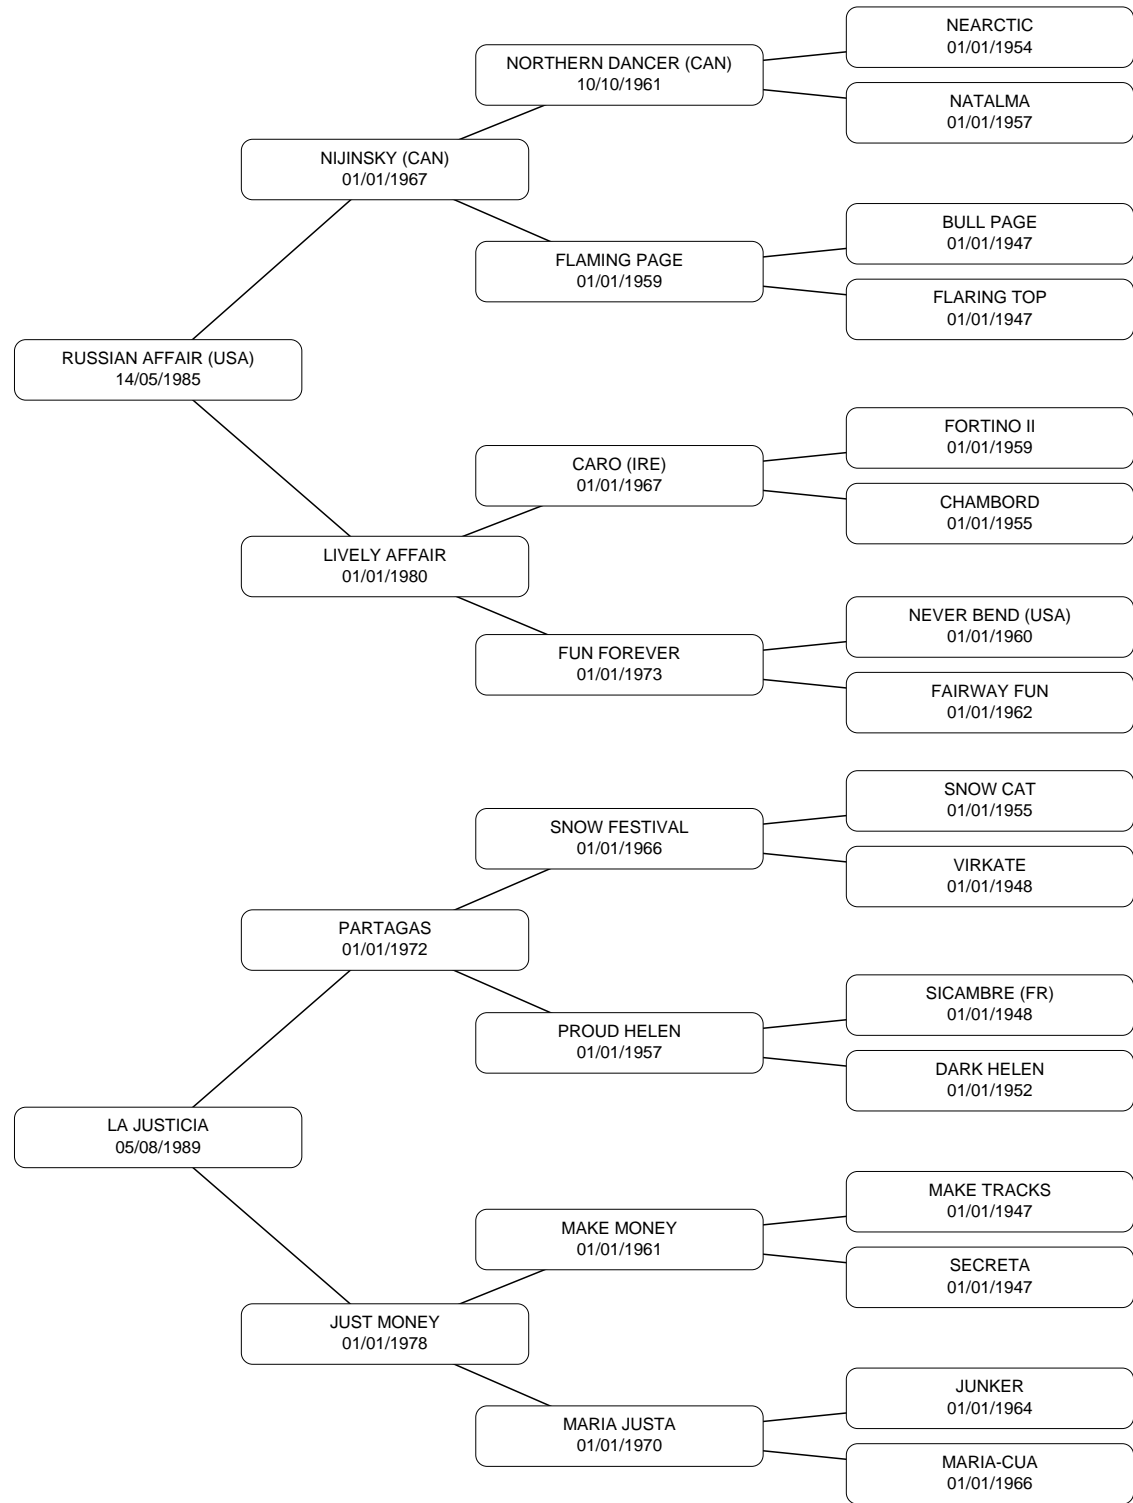 NEARCTIC
01/01/1954
NORTHERN DANCER (CAN)
10/10/1961
NATALMA
01/01/1957
NIJINSKY (CAN)
01/01/1967
BULL PAGE
01/01/1947
FLAMING PAGE
01/01/1959
FLARING TOP
01/01/1947
RUSSIAN AFFAIR (USA)
14/05/1985
FORTINO II
01/01/1959
CARO (IRE)
01/01/1967
CHAMBORD
01/01/1955
LIVELY AFFAIR
01/01/1980
NEVER BEND (USA)
01/01/1960
FUN FOREVER
01/01/1973
FAIRWAY FUN
01/01/1962
SNOW CAT
01/01/1955
SNOW FESTIVAL
01/01/1966
VIRKATE
01/01/1948
PARTAGAS
01/01/1972
SICAMBRE (FR)
01/01/1948
PROUD HELEN
01/01/1957
DARK HELEN
01/01/1952
LA JUSTICIA
05/08/1989
MAKE TRACKS
01/01/1947
MAKE MONEY
01/01/1961
SECRETA
01/01/1947
JUST MONEY
01/01/1978
JUNKER
01/01/1964
MARIA JUSTA
01/01/1970
MARIA-CUA
01/01/1966